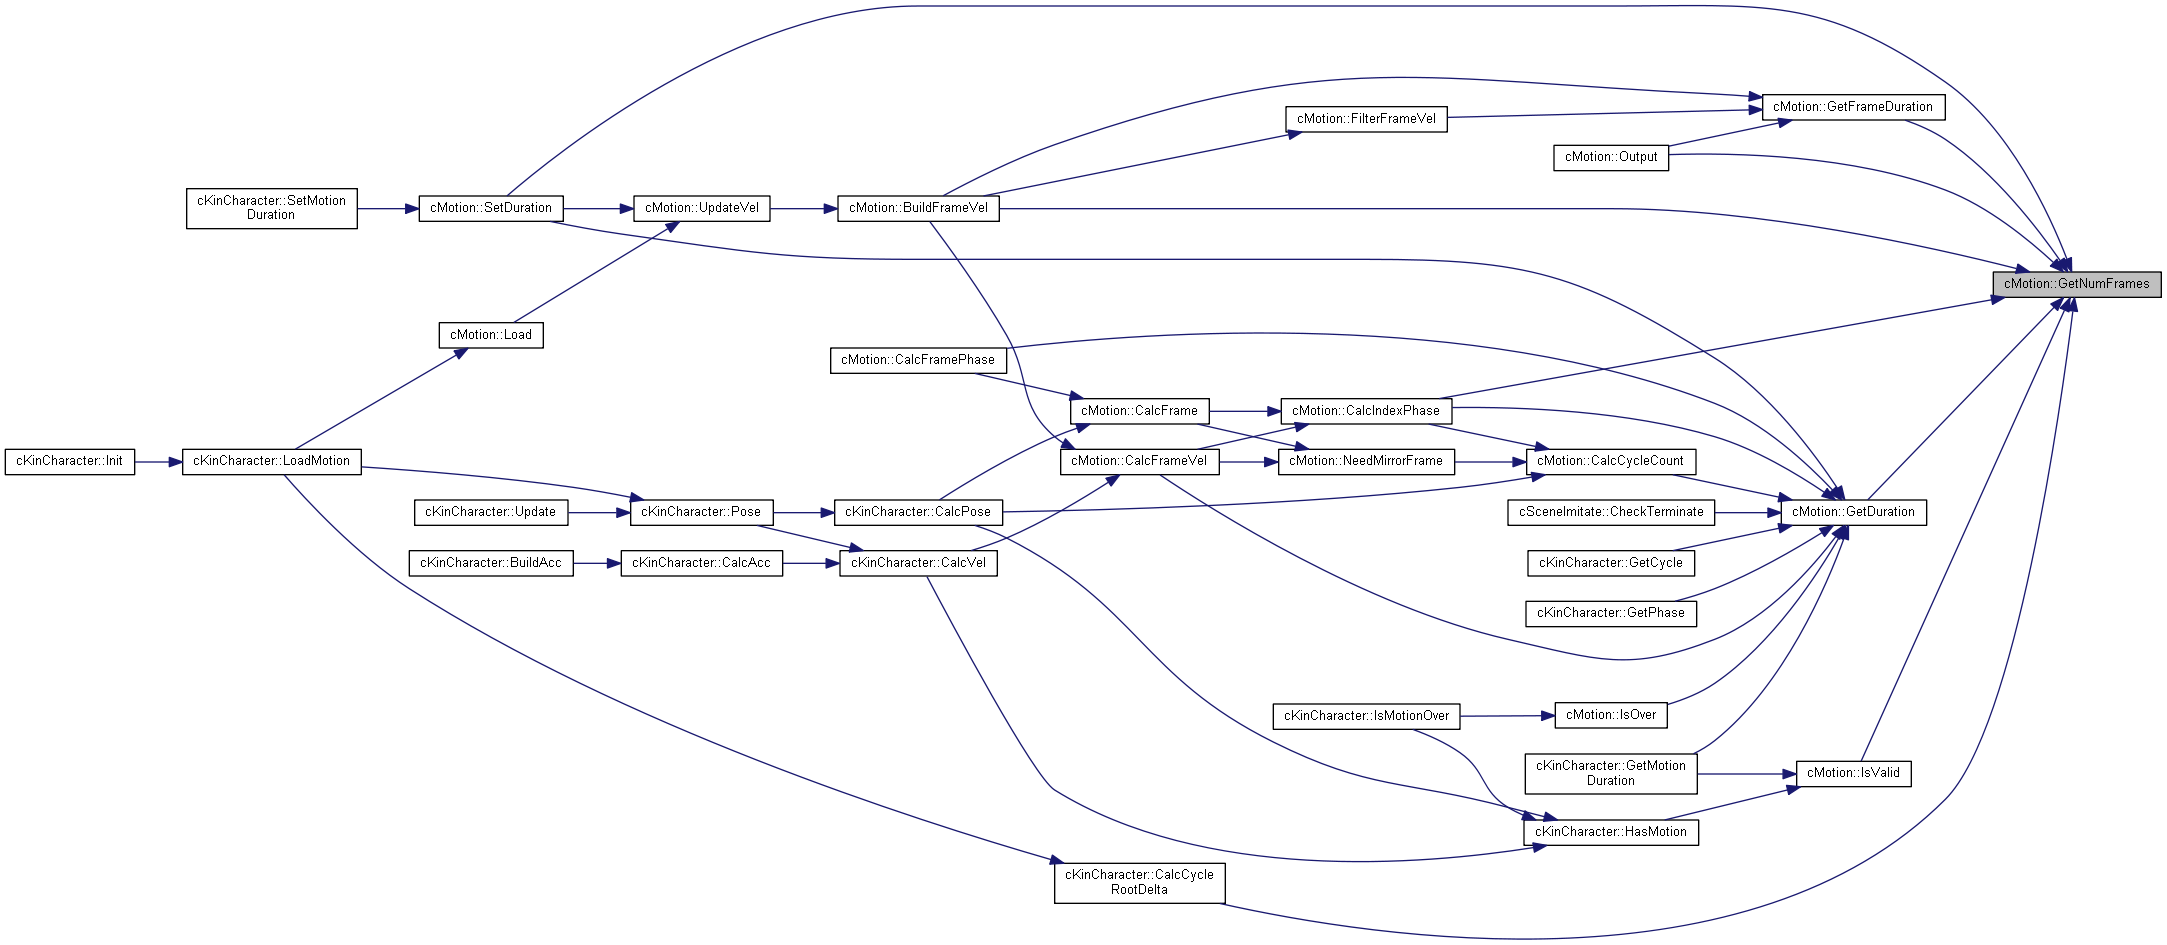 cMotion::GetFrameDuration
cMotion::FilterFrameVel
cMotion::Output
cKinCharacter::SetMotion
Duration
cMotion::SetDuration
cMotion::UpdateVel
cMotion::BuildFrameVel
cMotion::GetNumFrames
cMotion::Load
cMotion::CalcFramePhase
cMotion::CalcFrame
cMotion::CalcIndexPhase
cKinCharacter::Init
cKinCharacter::LoadMotion
cMotion::CalcFrameVel
cMotion::NeedMirrorFrame
cMotion::CalcCycleCount
cKinCharacter::Update
cKinCharacter::Pose
cKinCharacter::CalcPose
cSceneImitate::CheckTerminate
cMotion::GetDuration
cKinCharacter::BuildAcc
cKinCharacter::CalcAcc
cKinCharacter::CalcVel
cKinCharacter::GetCycle
cKinCharacter::GetPhase
cKinCharacter::IsMotionOver
cMotion::IsOver
cKinCharacter::GetMotion
Duration
cMotion::IsValid
cKinCharacter::HasMotion
cKinCharacter::CalcCycle
RootDelta